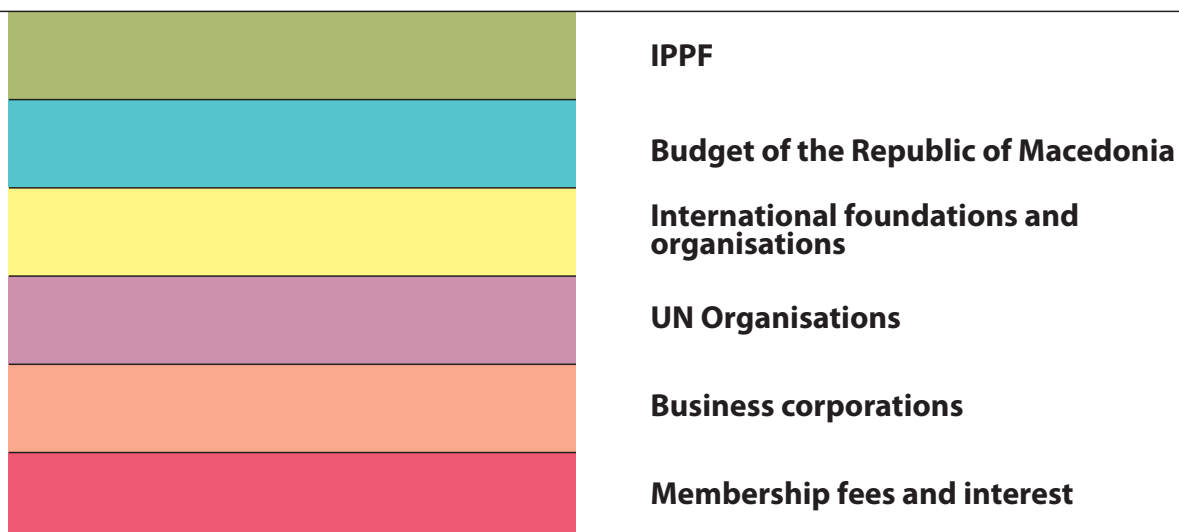 IPPF
Budget of the Republic of Macedonia
International foundations and
organisations
UN Organisations
Business corporations
Membership fees and interest